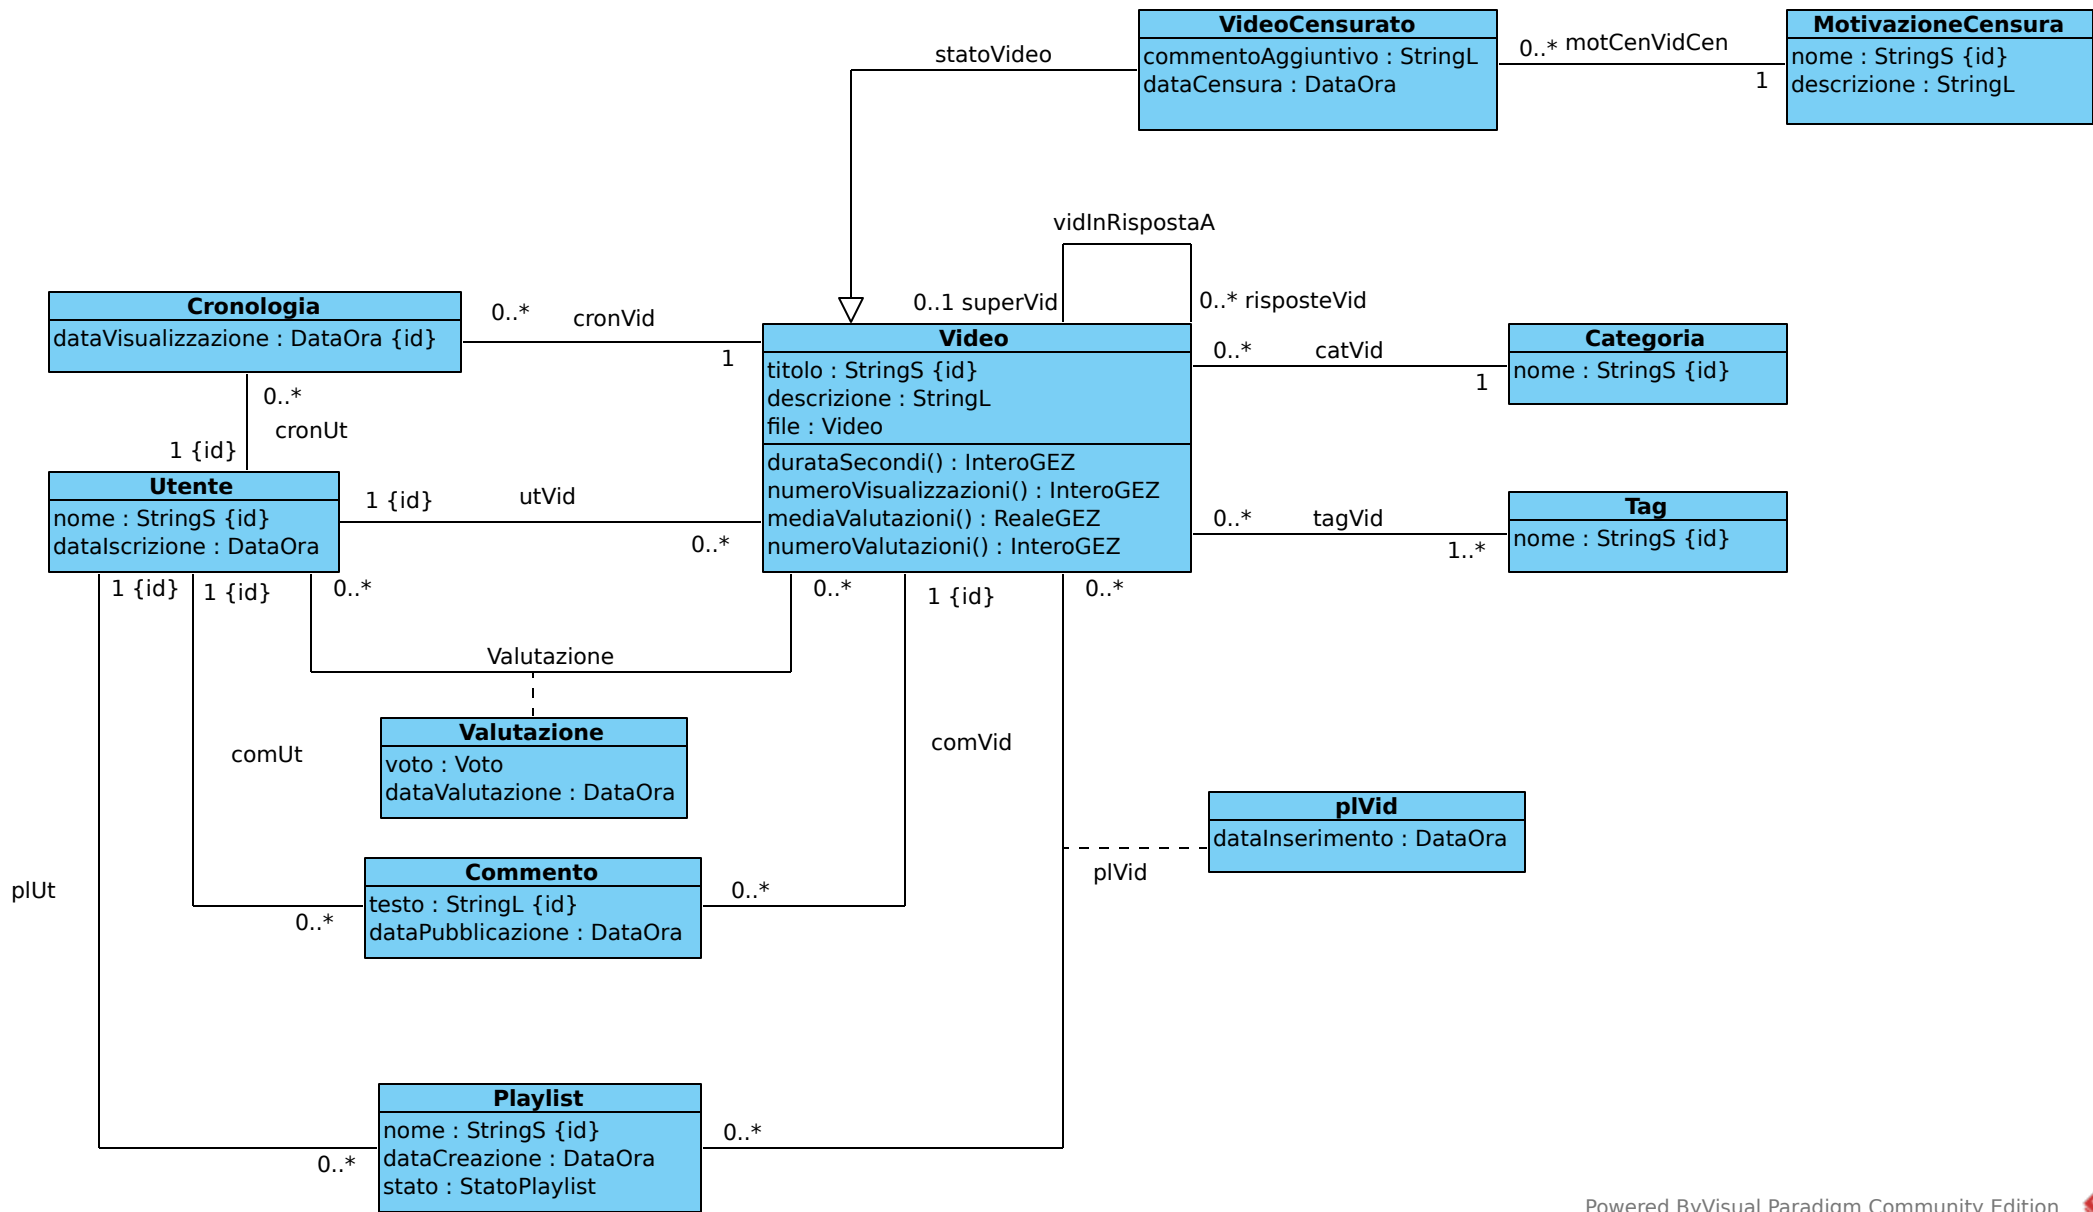 VideoCensurato
commentoAggiuntivo : StringL
dataCensura : DataOra
statoVideo
0..* motCenVidCen
1
MotivazioneCensura
nome : StringS {id}
descrizione : StringL
vidInRispostaA
0..1 superVid
0..* risposteVid
Cronologia
dataVisualizzazione : DataOra {id}
0..* cronVid
1
0..*
cronUt
1 {id}
Video
titolo : StringS {id}
descrizione : StringL
file : Video
durataSecondi() : InteroGEZ
numeroVisualizzazioni() : InteroGEZ
mediaValutazioni() : RealeGEZ
numeroValutazioni() : InteroGEZ
0..* catVid
1
Categoria
nome : StringS {id}
Utente
nome : StringS {id}
dataIscrizione : DataOra
1 {id} utVid
0..*
0..* tagVid
1..*
Tag
nome : StringS {id}
1 {id}
1 {id}
0..*
0..*
1 {id}
0..*
Valutazione
Valutazione
voto : Voto
dataValutazione : DataOra
comUt
comVid
plVid
dataInserimento : DataOra
plVid
Commento
testo : StringL {id}
dataPubblicazione : DataOra
0..*
0..*
plUt
Playlist
nome : StringS {id}
dataCreazione : DataOra
stato : StatoPlaylist
0..*
0..*
Powered ByVisual Paradigm Community Edition